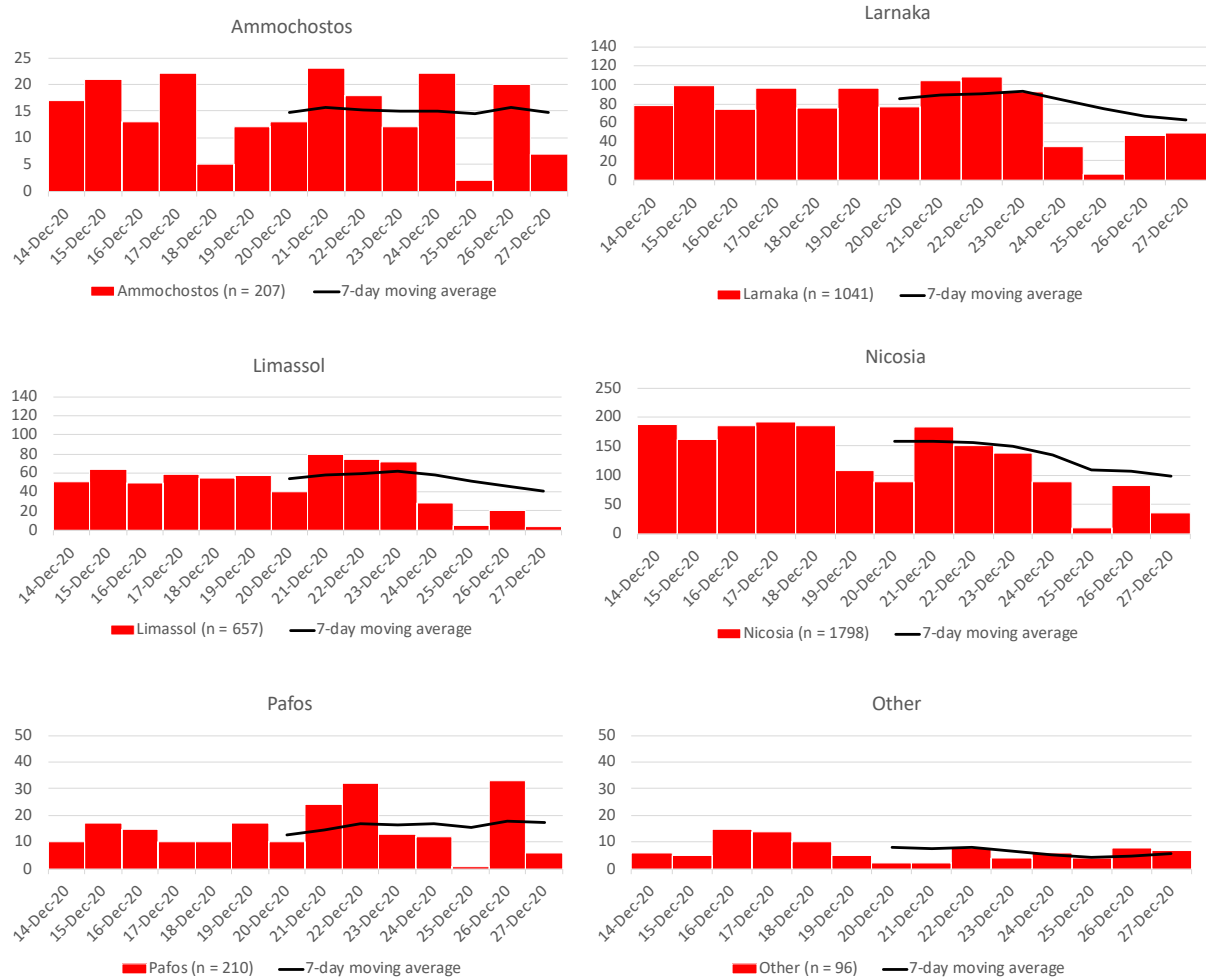 Ammochostos
25
20
15
10
5
0
14-Dec-20
15-Dec-20
16-Dec-20
17-Dec-20
18-Dec-20
19-Dec-20
20-Dec-20
21-Dec-20
22-Dec-20
23-Dec-20
24-Dec-20
25-Dec-20
26-Dec-20
27-Dec-20
Ammochostos (n = 207) 7-day moving average
Larnaka
140
120
100
80
60
40
20
0
14-Dec-20
15-Dec-20
16-Dec-20
17-Dec-20
18-Dec-20
19-Dec-20
20-Dec-20
21-Dec-20
22-Dec-20
23-Dec-20
24-Dec-20
25-Dec-20
26-Dec-20
27-Dec-20
Larnaka (n = 1041) 7-day moving average
Limassol
140
120
100
80
60
40
20
0
14-Dec-20
15-Dec-20
16-Dec-20
17-Dec-20
18-Dec-20
19-Dec-20
20-Dec-20
21-Dec-20
22-Dec-20
23-Dec-20
24-Dec-20
25-Dec-20
26-Dec-20
27-Dec-20
Limassol (n = 657) 7-day moving average
Nicosia
250
200
150
100
50
0
14-Dec-20
15-Dec-20
16-Dec-20
17-Dec-20
18-Dec-20
19-Dec-20
20-Dec-20
21-Dec-20
22-Dec-20
23-Dec-20
24-Dec-20
25-Dec-20
26-Dec-20
27-Dec-20
Nicosia (n = 1798) 7-day moving average
Pafos
50
40
30
20
10
0
14-Dec-20
15-Dec-20
16-Dec-20
17-Dec-20
18-Dec-20
19-Dec-20
20-Dec-20
21-Dec-20
22-Dec-20
23-Dec-20
24-Dec-20
25-Dec-20
26-Dec-20
27-Dec-20
Pafos (n = 210) 7-day moving average
Other
50
40
30
20
10
0
14-Dec-20
15-Dec-20
16-Dec-20
17-Dec-20
18-Dec-20
19-Dec-20
20-Dec-20
21-Dec-20
22-Dec-20
23-Dec-20
24-Dec-20
25-Dec-20
26-Dec-20
27-Dec-20
Other (n = 96) 7-day moving average